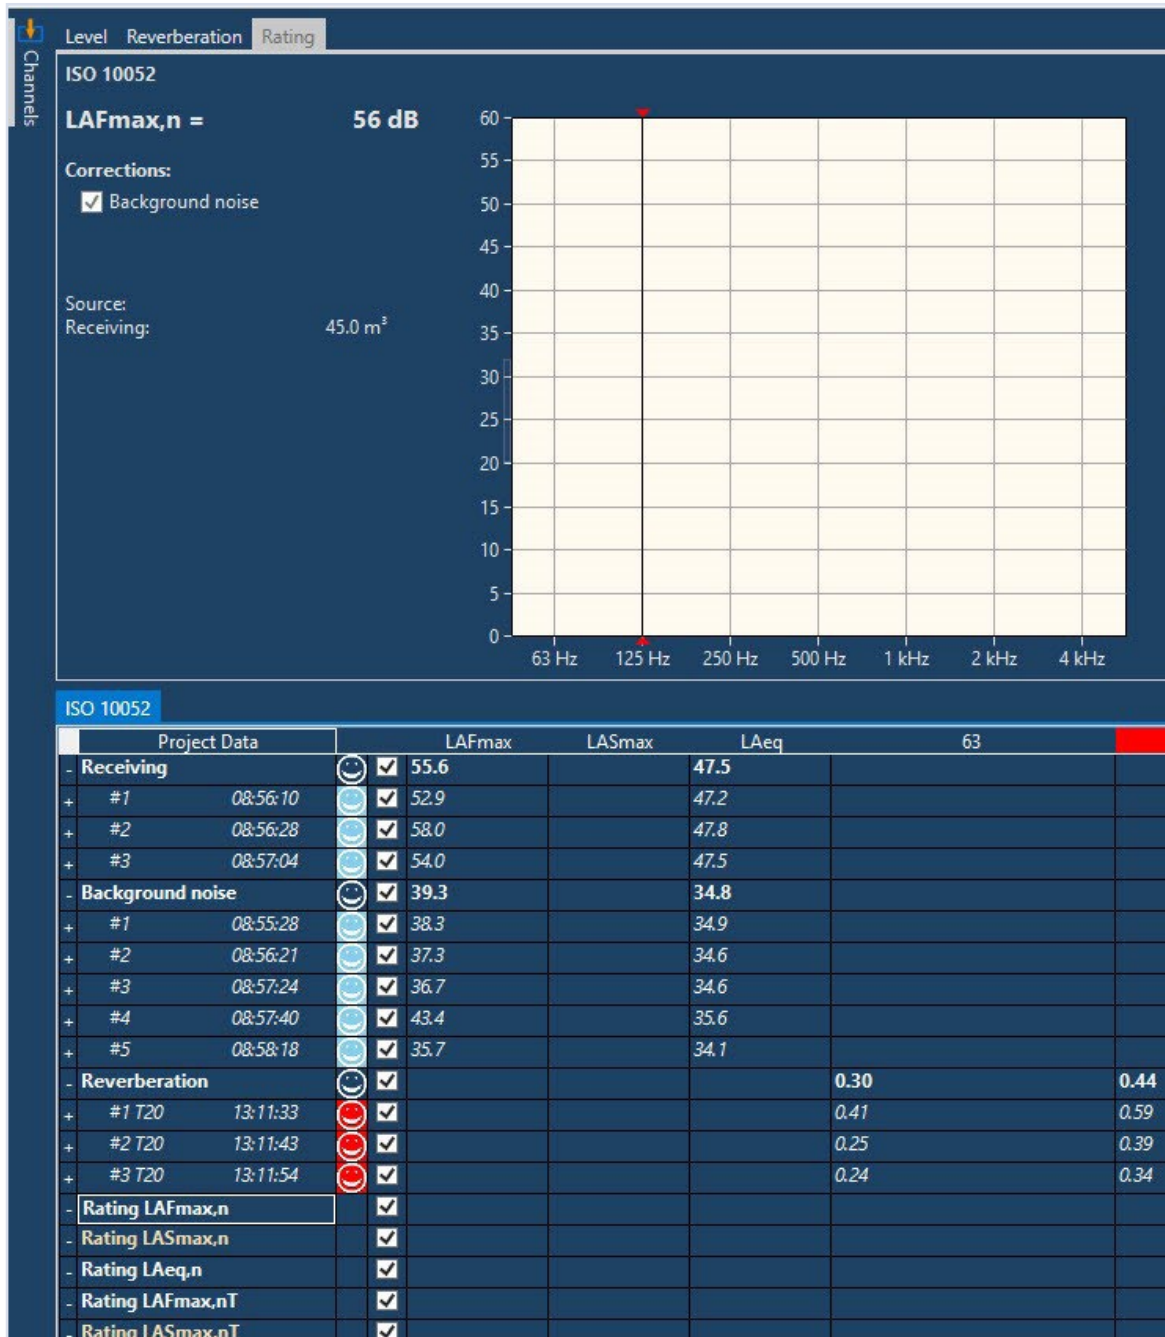 Channels
Level Reverberation Rating
ISO 10052
LAFmax,n = 56 dB
Corrections:
Background noise
Source:
Receiving: 45.0 m³
60
55
50
45
40
35
30
25
20
15
10
5
0
63 Hz 125 Hz 250 Hz 500 Hz 1 kHz 2 kHz 4 kHz
ISO 10052
Project Data LAFmax LASmax LAeq 63
- Receiving 55.6 47.5
+ #1 08:56:10 52.9 47.2
+ #2 08:56:28 58.0 47.8
+ #3 08:57:04 54.0 47.5
- Background noise 39.3 34.8
+ #1 08:55:28 38.3 34.9
+ #2 08:56:21 37.3 34.6
+ #3 08:57:24 36.7 34.6
+ #4 08:57:40 43.4 35.6
+ #5 08:58:18 35.7 34.1
- Reverberation 0.30 0.44
+ #1 T20 13:11:33 0.41 0.59
+ #2 T20 13:11:43 0.25 0.39
+ #3 T20 13:11:54 0.24 0.34
- Rating LAFmax,n
- Rating LASmax,n
- Rating LAeq,n
- Rating LAFmax,nT
- Rating LASmax,nT